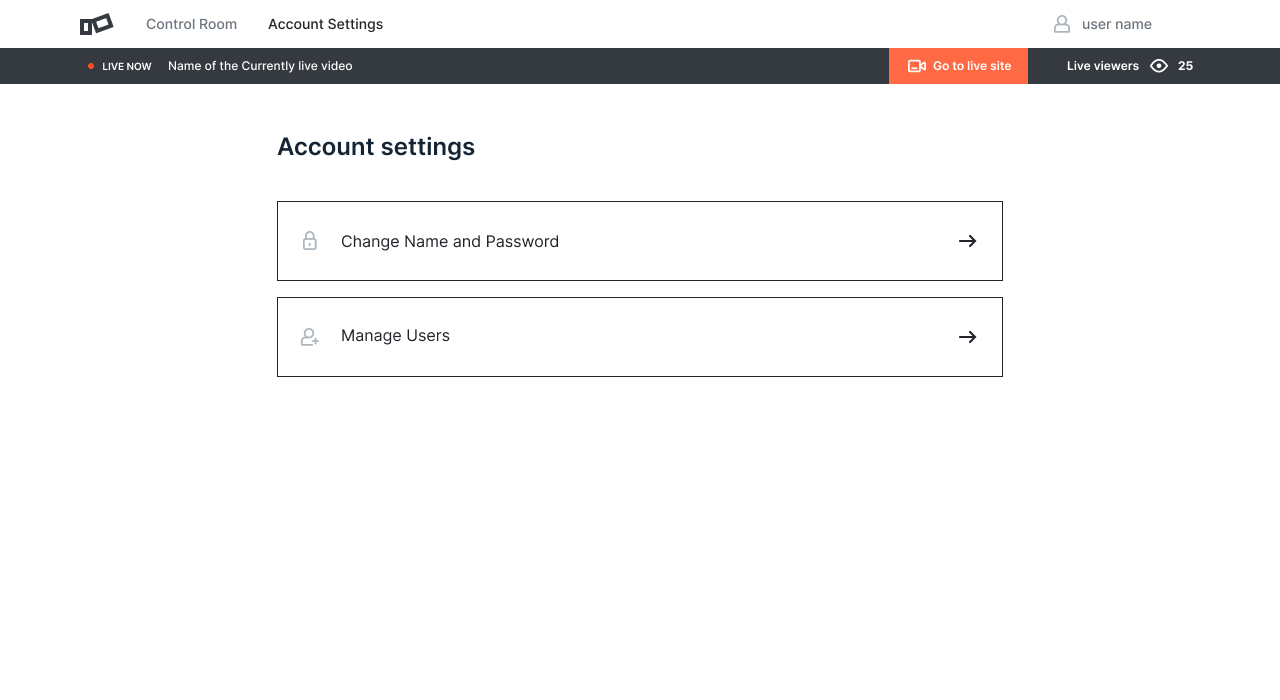 Control Room
Account Settings
user name
LIVE NOW
Name of the Currently live video
Go to live site
Live viewers
25
Account settings
Change Name and Password
Manage Users